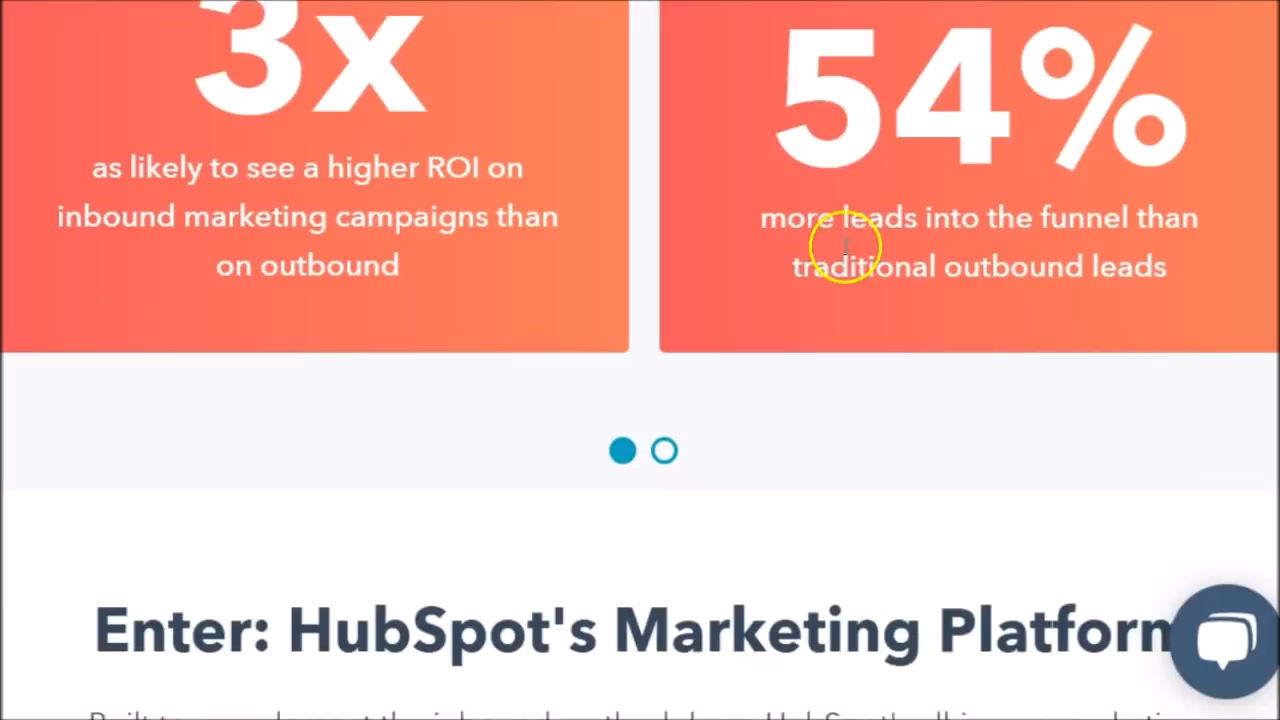 3x
as likely to see a higher ROI on
inbound marketing campaigns than
on outbound
54%
more leads into the funnel than
traditional outbound leads
Enter: HubSpot's Marketing Platform